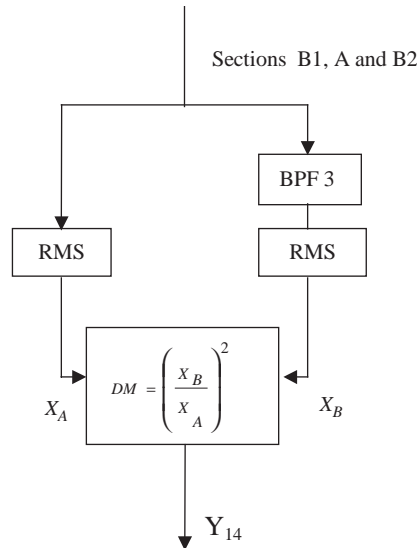 Sections B1, A and B2
BPF 3
RMS
RMS
DM = (X_B / X_A)^2
X_A
X_B
Y_14